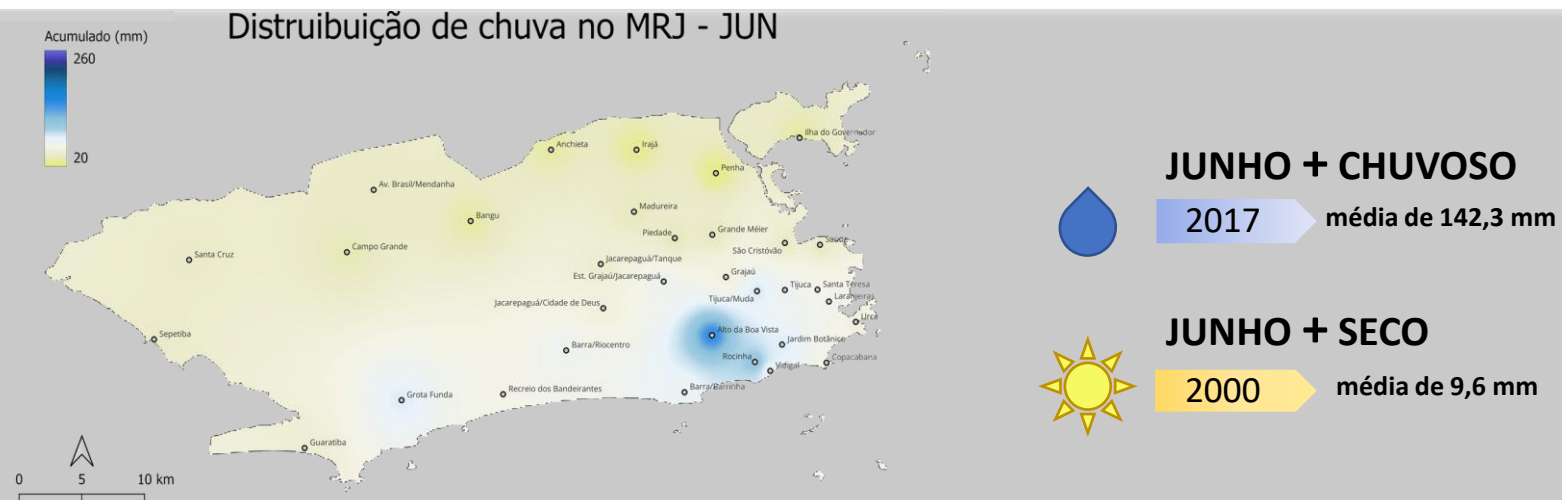 Distruibuição de chuva no MRJ - JUN
Acumulado (mm)
260
20
Ilha do Governador
Anchieta
Irajá
Penha
Av. Brasil/Mendanha
Madureira
Bangu
Piedade
Grande Méier
São Cristóvão
Saúde
Campo Grande
Santa Cruz
Jacarepaguá/Tanque
Est. Grajaú/Jacarepaguá
Grajaú
Tijuca/Muda
Tijuca
Santa Teresa
Laranjeiras
Jacarepaguá/Cidade de Deus
Urca
Sepetiba
Alto da Boa Vista
Jardim Botânico
Barra/Riocentro
Rocinha
Vidigal
Copacabana
Barra/Barrinha
Recreio dos Bandeirantes
Grota Funda
Guaratiba
0 5 10 km
JUNHO + CHUVOSO
2017 média de 142,3 mm
JUNHO + SECO
2000 média de 9,6 mm